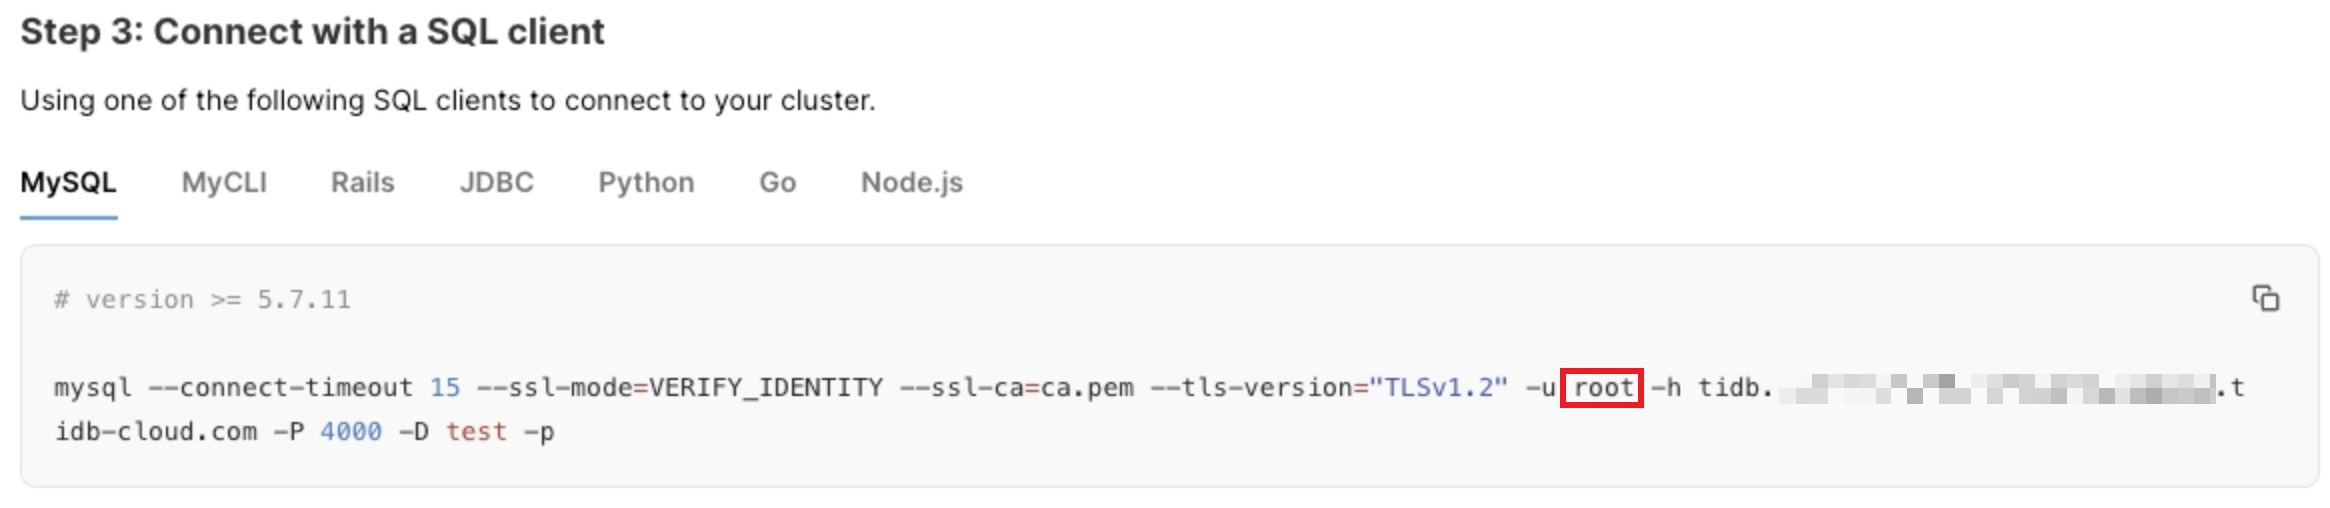 Step 3: Connect with a SQL client
Using one of the following SQL clients to connect to your cluster.
MySQL MyCLI Rails JDBC Python Go Node.js
# version >= 5.7.11
mysql --connect-timeout 15 --ssl-mode=VERIFY_IDENTITY --ssl-ca=ca.pem --tls-version="TLSv1.2" -u root -h tidb. .t
idb-cloud.com -P 4000 -D test -p